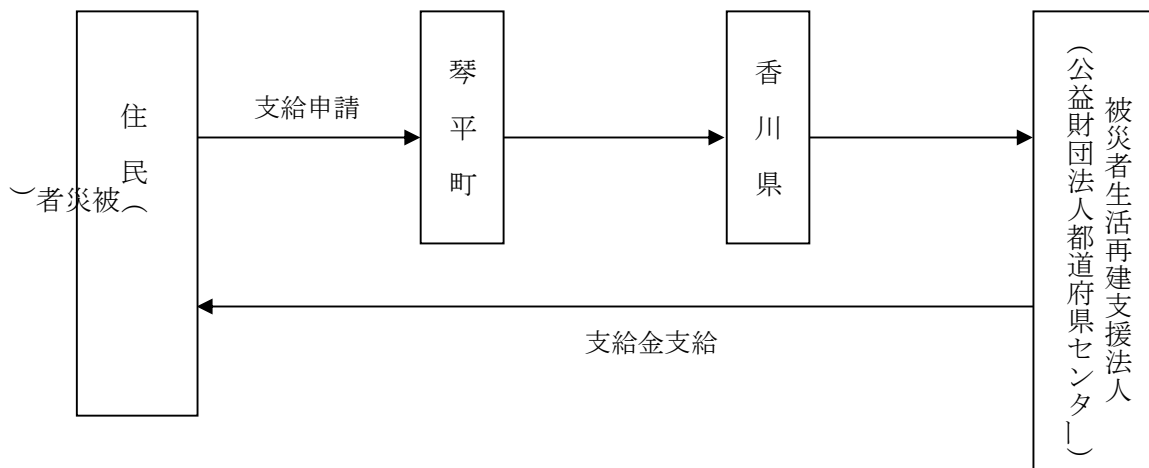 住民
（被災者）
支給申請
琴平町
香川県
被災者生活再建支援法人
（公益財団法人都道府県センター）
支給金支給